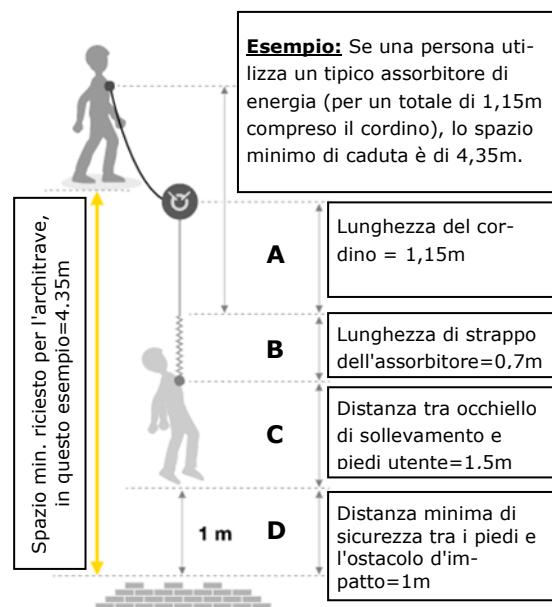 Esempio: Se una persona uti-
lizza un tipico assorbitore di
energia (per un totale di 1,15m
compreso il cordino), lo spazio
minimo di caduta è di 4,35m.
Spazio min. riciesto per l'architrave,
in questo esempio=4.35m
A
Lunghezza del cor-
dino = 1,15m
B
Lunghezza di strappo
dell'assorbitore=0,7m
C
Distanza tra occhiello
di sollevamento e
piedi utente=1.5m
1 m
D
Distanza minima di
sicurezza tra i piedi e
l'ostacolo d'im-
patto=1m